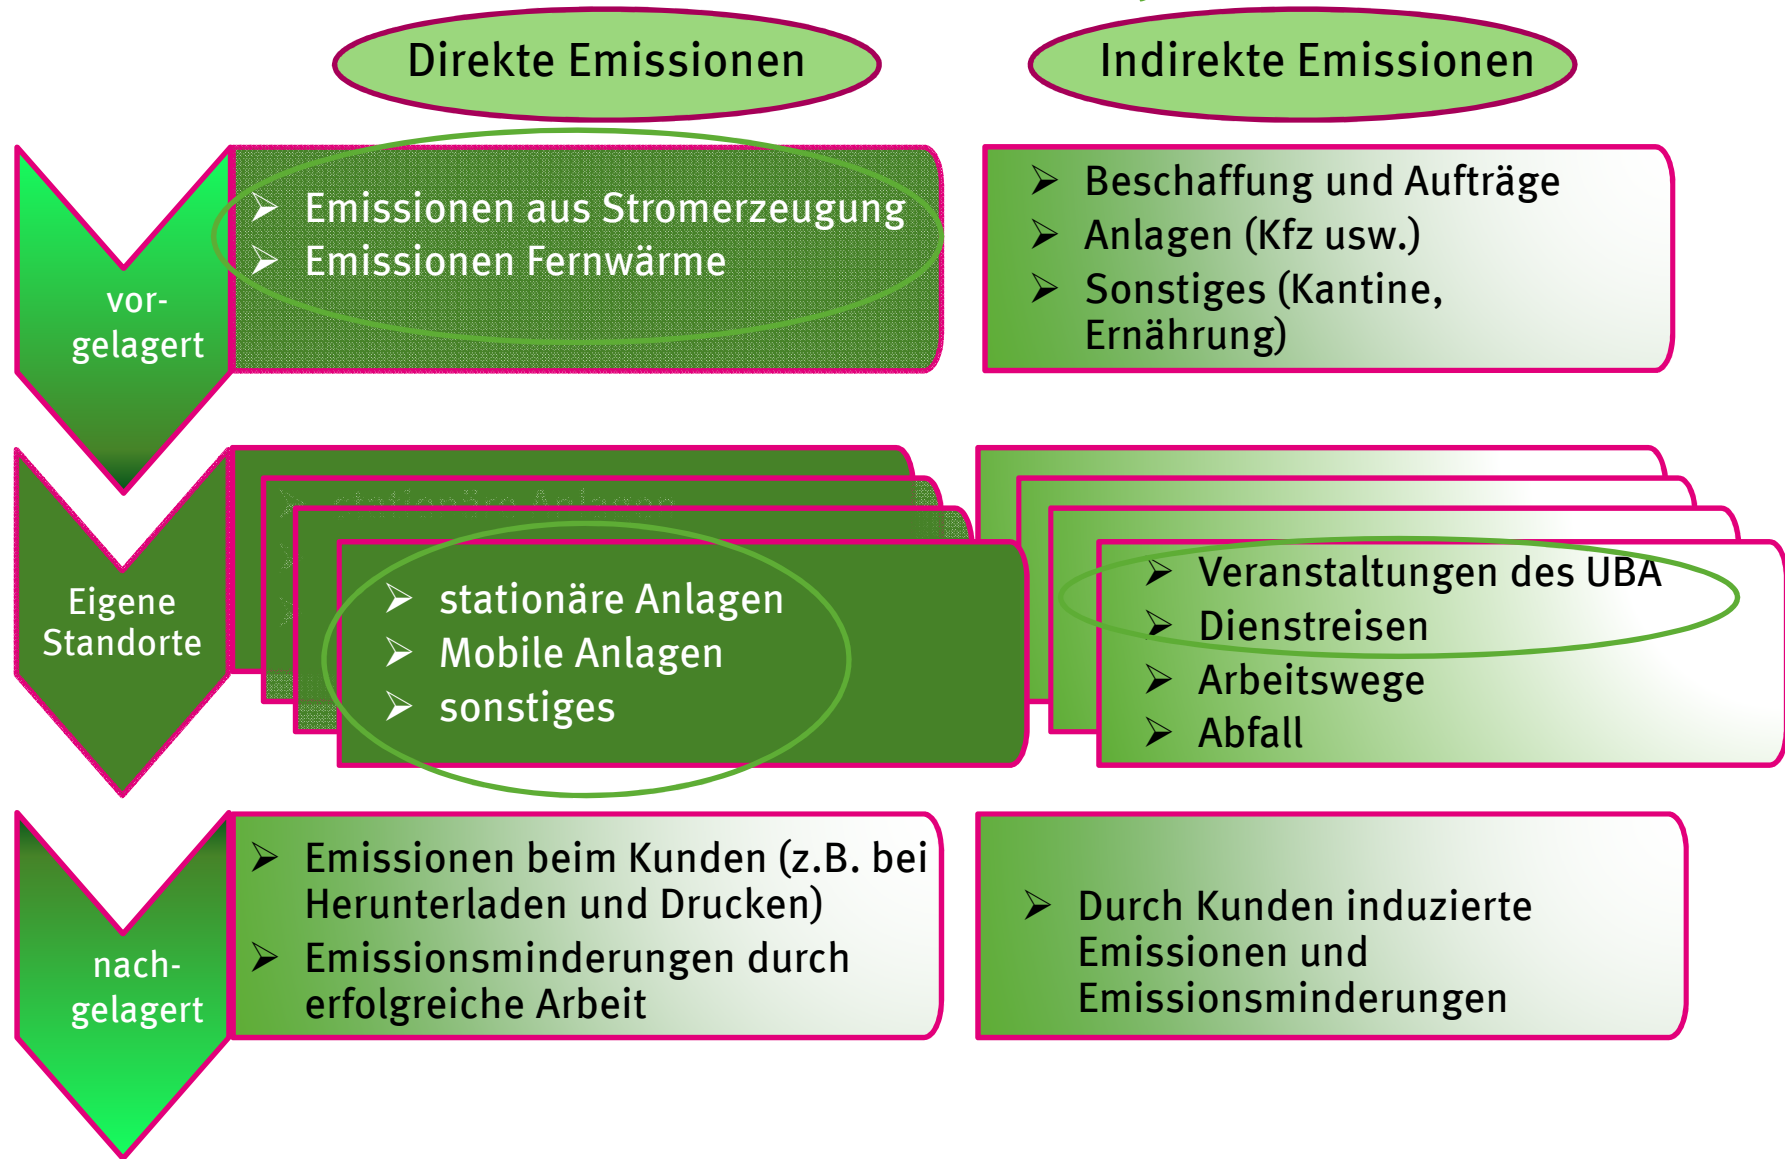 Direkte Emissionen
Indirekte Emissionen
vor-
gelagert
➢ Emissionen aus Stromerzeugung
➢ Emissionen Fernwärme
➢ Beschaffung und Aufträge
➢ Anlagen (Kfz usw.)
➢ Sonstiges (Kantine,
Ernährung)
Eigene
Standorte
stationäre Anlagen
➢ stationäre Anlagen
➢ Mobile Anlagen
➢ sonstiges
➢ Veranstaltungen des UBA
➢ Dienstreisen
➢ Arbeitswege
➢ Abfall
nach-
gelagert
➢ Emissionen beim Kunden (z.B. bei
Herunterladen und Drucken)
➢ Emissionsminderungen durch
erfolgreiche Arbeit
➢ Durch Kunden induzierte
Emissionen und
Emissionsminderungen